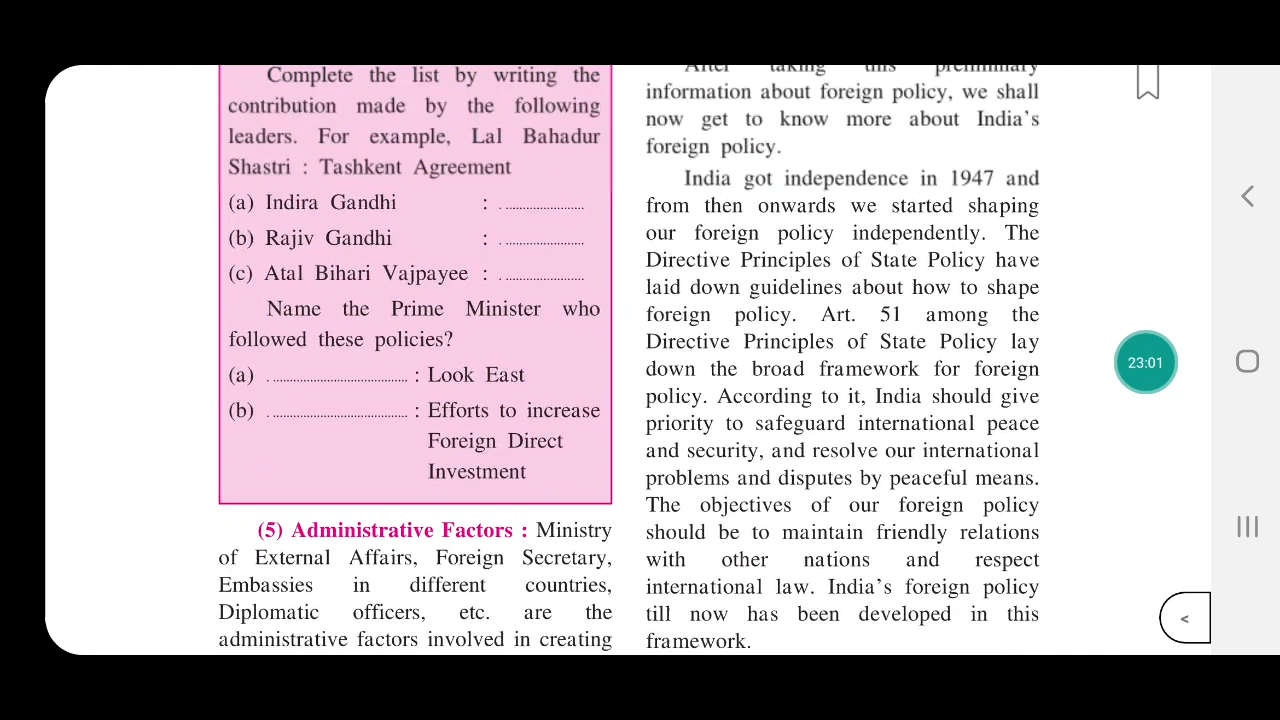 Complete the list by writing the
contribution made by the following
leaders. For example, Lal Bahadur
Shastri : Tashkent Agreement
(a) Indira Gandhi : . .......................
(b) Rajiv Gandhi : . .......................
(c) Atal Bihari Vajpayee : . .......................
Name the Prime Minister who
followed these policies?
(a) . ........................................ : Look East
(b) . ........................................ : Efforts to increase
Foreign Direct
Investment
(5) Administrative Factors : Ministry
of External Affairs, Foreign Secretary,
Embassies in different countries,
Diplomatic officers, etc. are the
administrative factors involved in creating
After taking this preliminary
information about foreign policy, we shall
now get to know more about India's
foreign policy.
India got independence in 1947 and
from then onwards we started shaping
our foreign policy independently. The
Directive Principles of State Policy have
laid down guidelines about how to shape
foreign policy. Art. 51 among the
Directive Principles of State Policy lay
down the broad framework for foreign
policy. According to it, India should give
priority to safeguard international peace
and security, and resolve our international
problems and disputes by peaceful means.
The objectives of our foreign policy
should be to maintain friendly relations
with other nations and respect
international law. India's foreign policy
till now has been developed in this
framework.
23:01